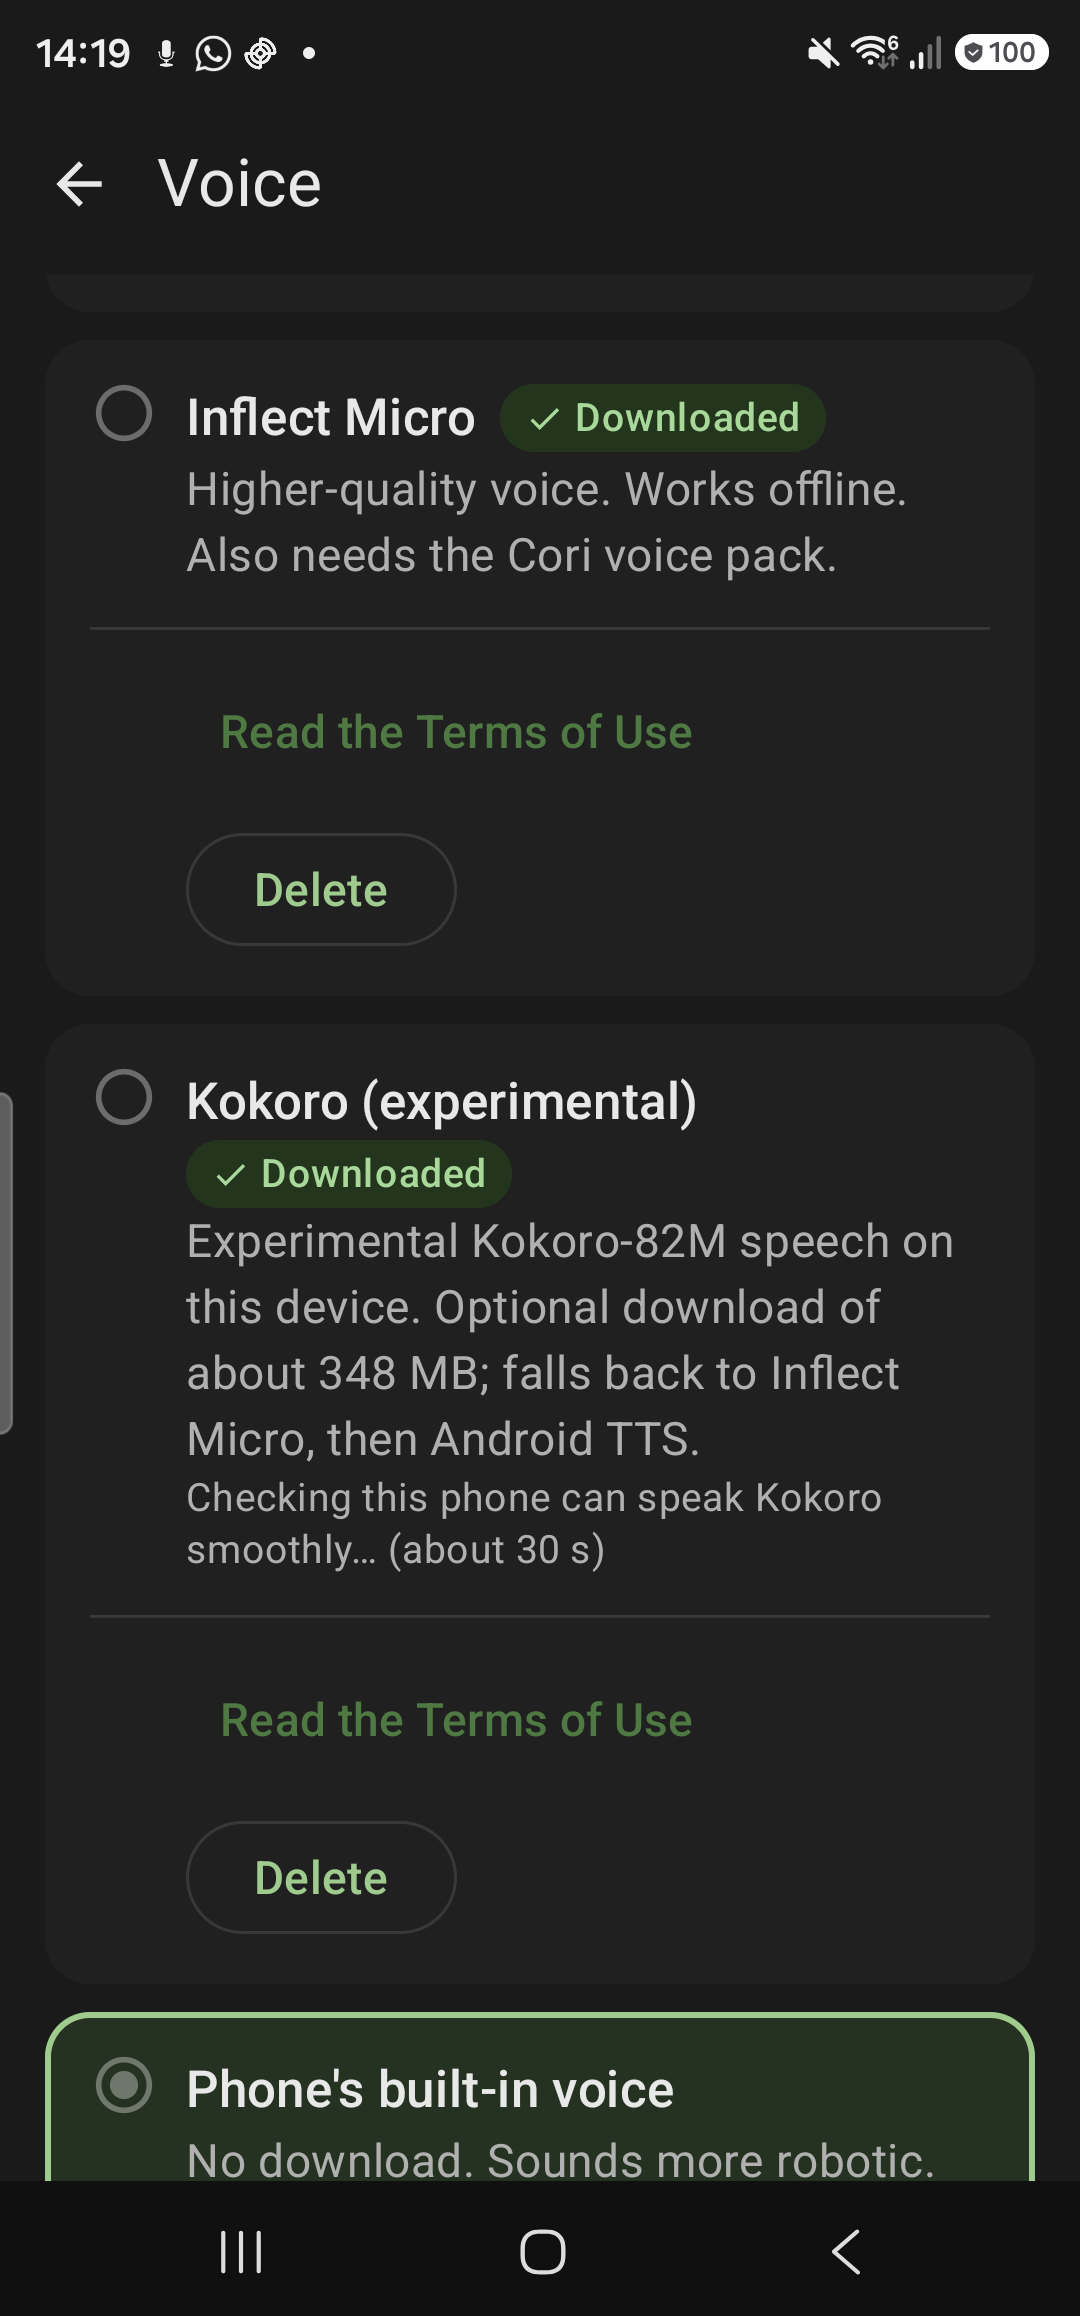 14:19
6
100
Voice
Inflect Micro
Downloaded
Higher-quality voice. Works offline.
Also needs the Cori voice pack.
Read the Terms of Use
Delete
Kokoro (experimental)
Downloaded
Experimental Kokoro-82M speech on
this device. Optional download of
about 348 MB; falls back to Inflect
Micro, then Android TTS.
Checking this phone can speak Kokoro
smoothly… (about 30 s)
Read the Terms of Use
Delete
Phone's built-in voice
No download. Sounds more robotic.